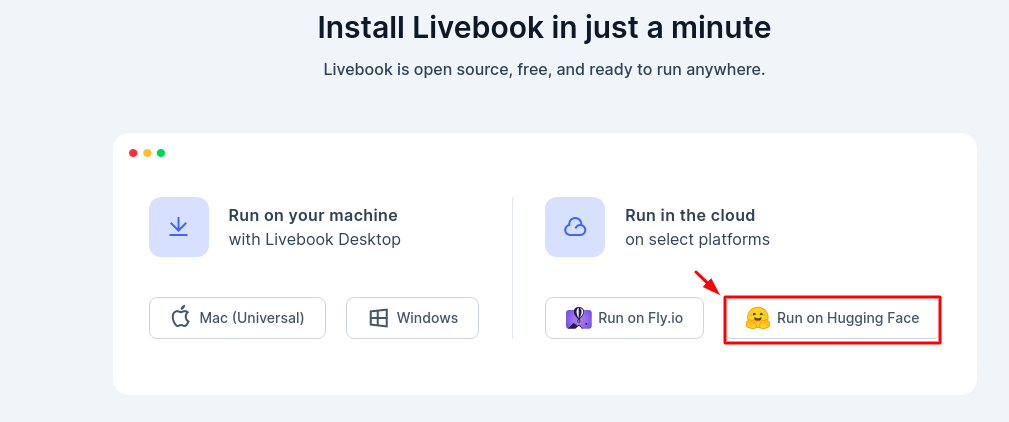 Install Livebook in just a minute
Livebook is open source, free, and ready to run anywhere.
Run on your machine
with Livebook Desktop
Run in the cloud
on select platforms
Mac (Universal)
Windows
Run on Fly.io
Run on Hugging Face